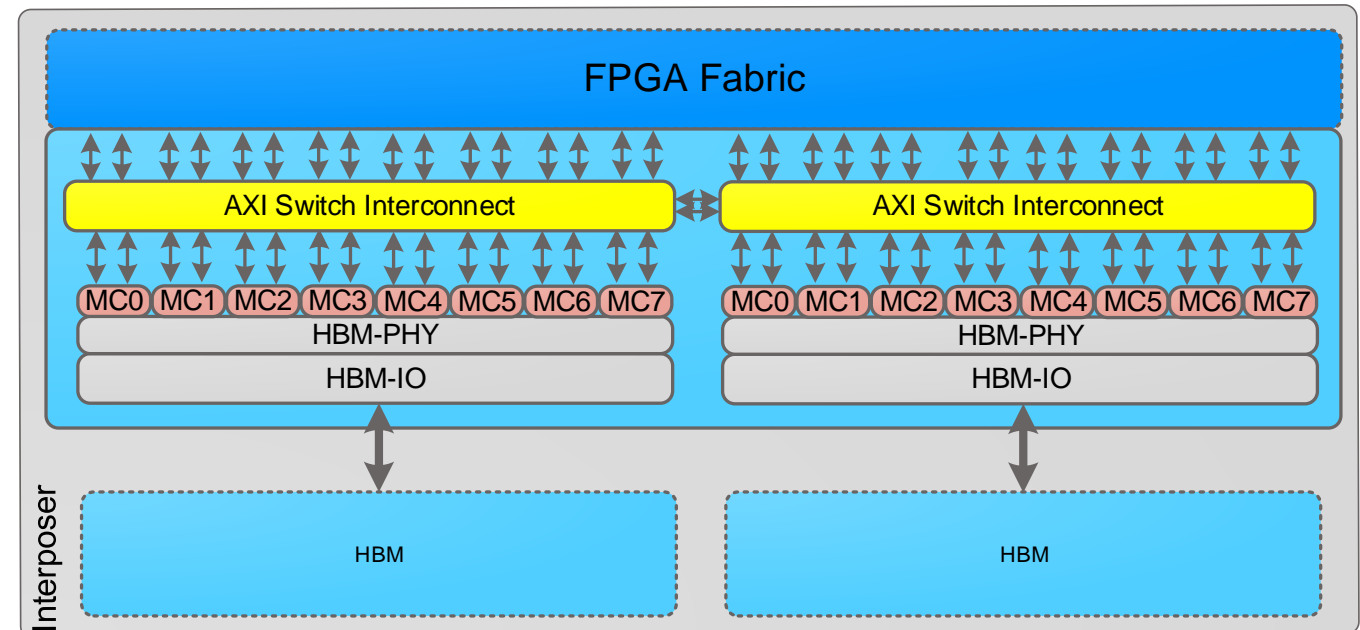 FPGA Fabric
AXI Switch Interconnect AXI Switch Interconnect
MC0 MC1 MC2 MC3 MC4 MC5 MC6 MC7 MC0 MC1 MC2 MC3 MC4 MC5 MC6 MC7
HBM-PHY HBM-PHY
HBM-IO HBM-IO
HBM HBM
Interposer